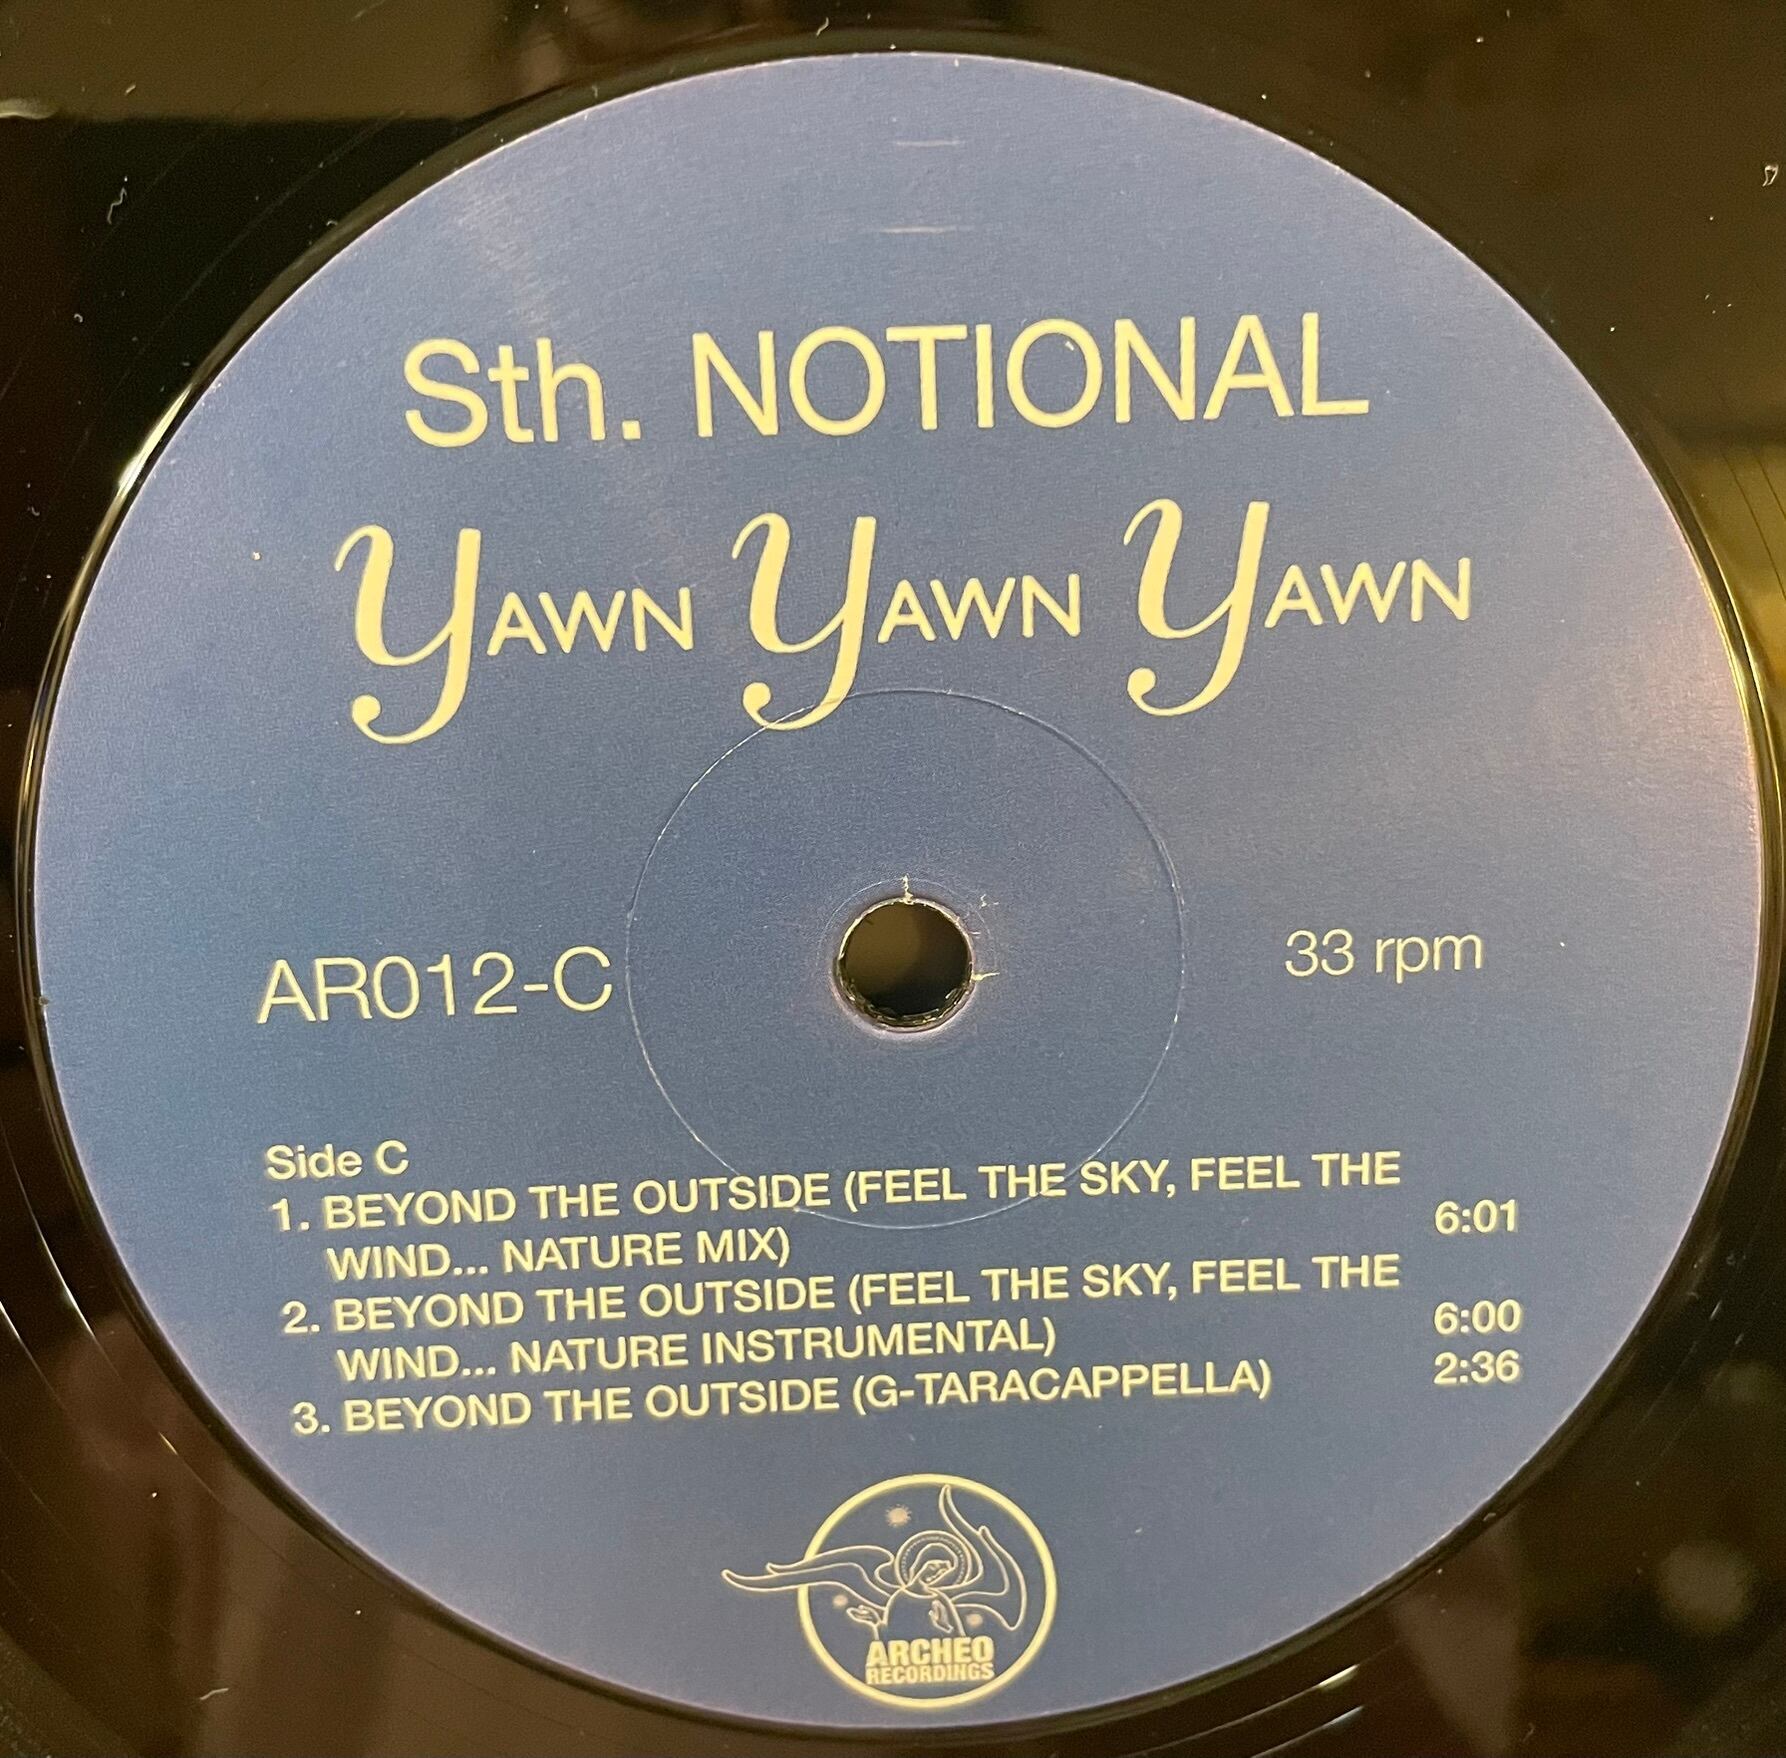 Sth. NOTIONAL
YAWN YAWN YAWN
AR012-C
33 rpm
Side C
1. BEYOND THE OUTSIDE (FEEL THE SKY, FEEL THE
WIND... NATURE MIX) 6:01
2. BEYOND THE OUTSIDE (FEEL THE SKY, FEEL THE
WIND... NATURE INSTRUMENTAL) 6:00
3. BEYOND THE OUTSIDE (G-TARACAPPELLA) 2:36
ARCHEO
RECORDINGS